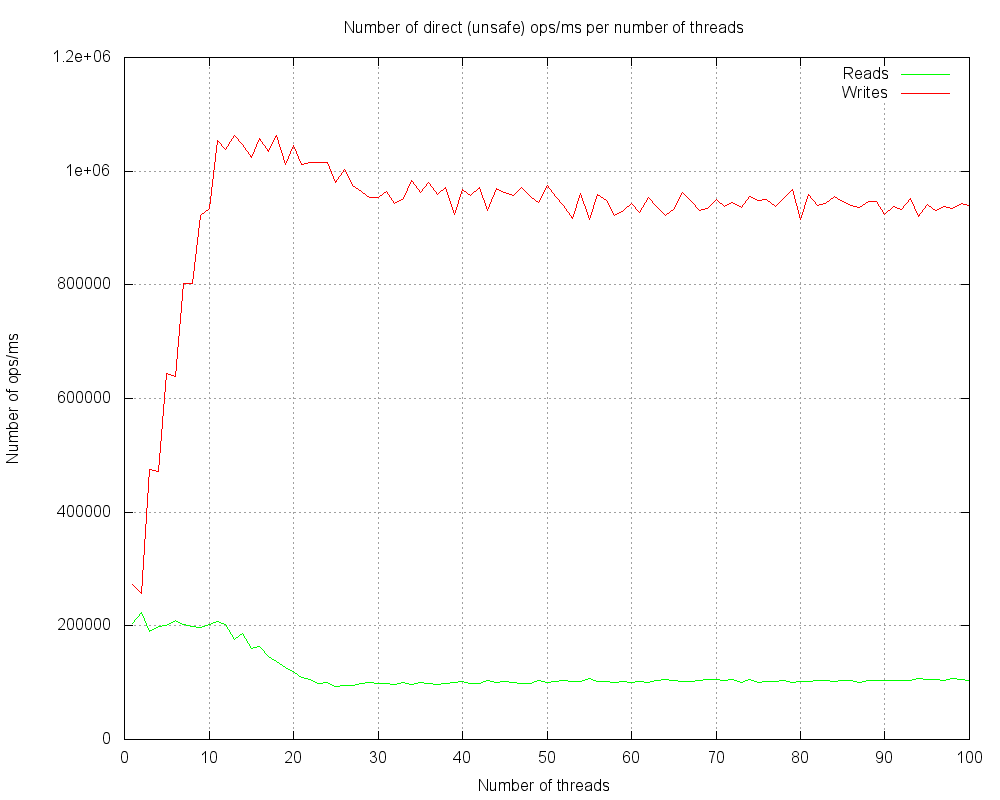 Number of direct (unsafe) ops/ms per number of threads
1.2e+06
1e+06
800000
600000
400000
200000
0
Number of ops/ms
Reads
Writes
0 10 20 30 40 50 60 70 80 90 100
Number of threads